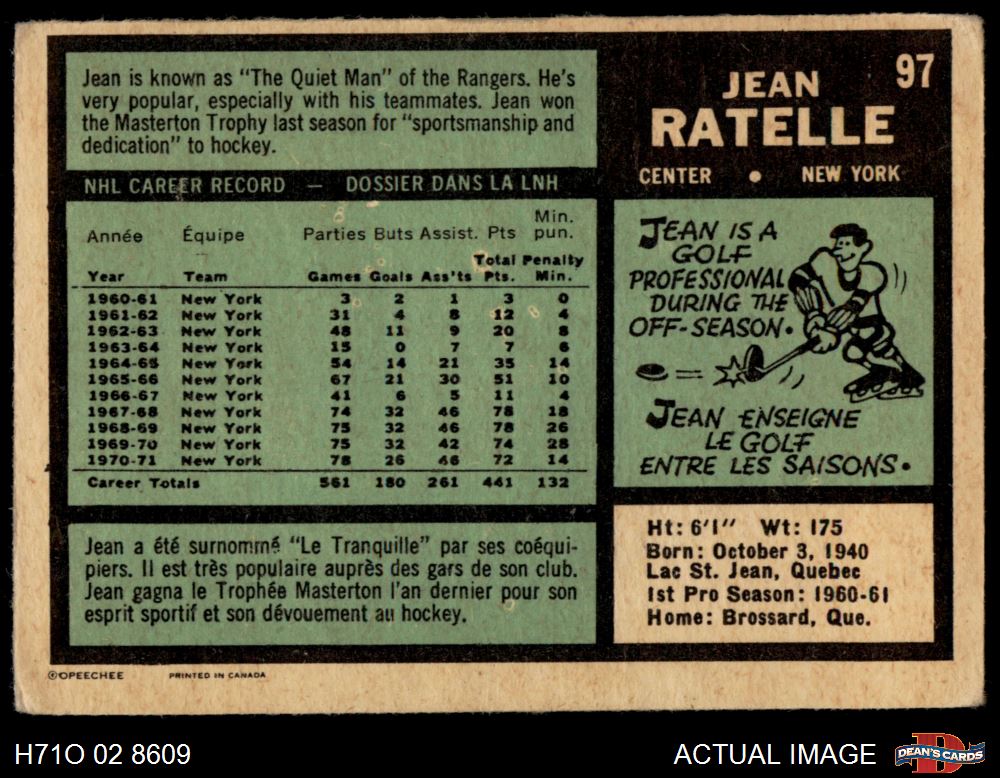 Jean is known as "The Quiet Man" of the Rangers. He's
very popular, especially with his teammates. Jean won
the Masterton Trophy last season for "sportsmanship and
dedication" to hockey.
97
JEAN
RATELLE
CENTER • NEW YORK
NHL CAREER RECORD — DOSSIER DANS LA LNH
Année Équipe Parties Buts Assist. Pts Min. pun.
Year Team Games Goals Ass'ts Total Pts. Penalty Min.
1960-61 New York 3 2 1 3 0
1961-62 New York 31 4 8 12 4
1962-63 New York 48 11 9 20 8
1963-64 New York 15 0 7 7 6
1964-65 New York 54 14 21 35 14
1965-66 New York 67 21 30 51 10
1966-67 New York 41 6 5 11 4
1967-68 New York 74 32 46 78 18
1968-69 New York 75 32 46 78 26
1969-70 New York 75 32 42 74 28
1970-71 New York 78 26 46 72 14
Career Totals 561 180 261 441 132
JEAN IS A
GOLF
PROFESSIONAL
DURING THE
OFF-SEASON.
JEAN ENSEIGNE
LE GOLF
ENTRE LES SAISONS.
Jean a été surnommé "Le Tranquille" par ses coéqui-
piers. Il est très populaire auprès des gars de son club.
Jean gagna le Trophée Masterton l'an dernier pour son
esprit sportif et son dévouement au hockey.
Ht: 6'1" Wt: 175
Born: October 3, 1940
Lac St. Jean, Quebec
1st Pro Season: 1960-61
Home: Brossard, Que.
©OPEECHEE PRINTED IN CANADA
H71O 02 8609
ACTUAL IMAGE
DEAN'S CARDS